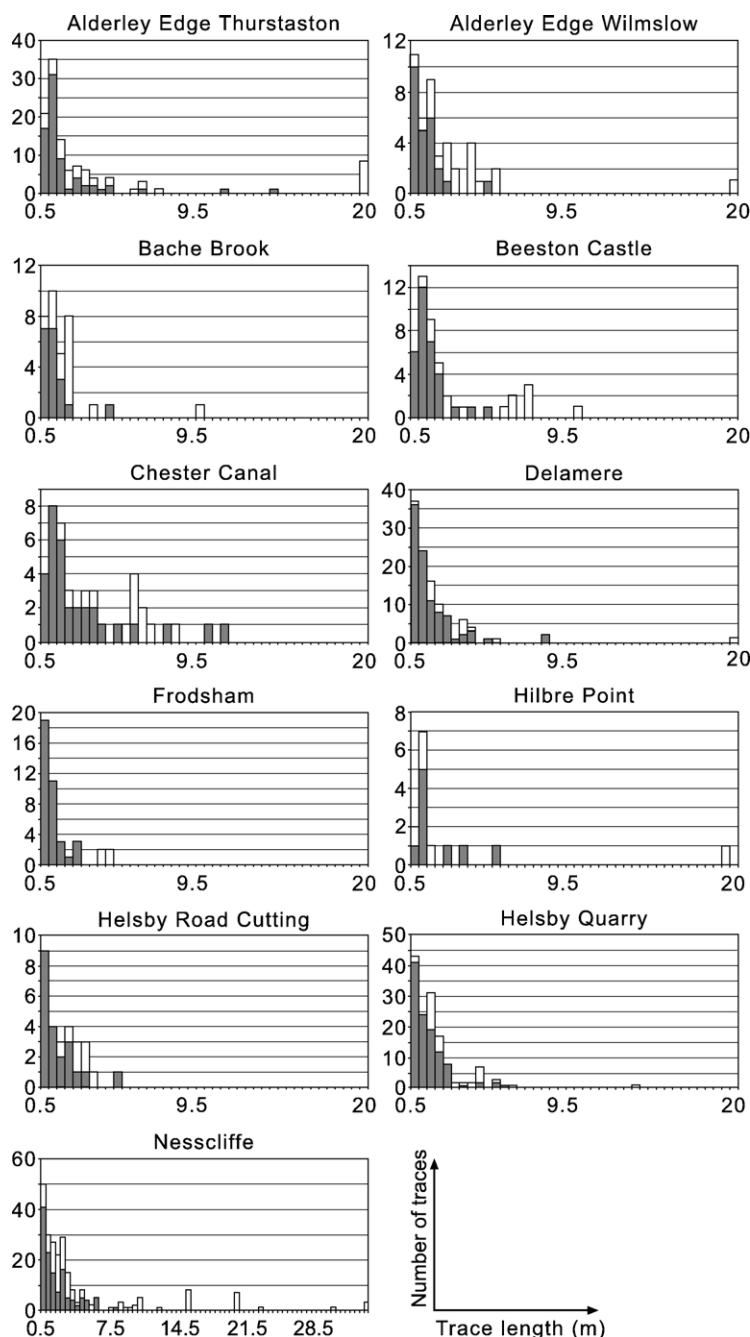 Alderley Edge Thurstaston
40
30
20
10
0
0.5 9.5 20
Alderley Edge Wilmslow
12
8
4
0
0.5 9.5 20
Bache Brook
12
10
8
6
4
2
0
0.5 9.5 20
Beeston Castle
12
8
4
0
0.5 9.5 20
Chester Canal
8
6
4
2
0
0.5 9.5 20
Delamere
40
30
20
10
0
0.5 9.5 20
Frodsham
20
16
12
8
4
0
0.5 9.5 20
Hilbre Point
8
6
4
2
0
0.5 9.5 20
Helsby Road Cutting
10
8
6
4
2
0
0.5 9.5 20
Helsby Quarry
50
40
30
20
10
0
0.5 9.5 20
Nesscliffe
60
40
20
0
0.5 7.5 14.5 21.5 28.5
Number of traces
Trace length (m)